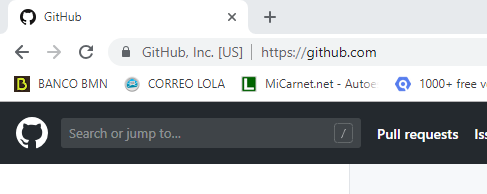 GitHub
GitHub, Inc. [US] | https://github.com
BANCO BMN CORREO LOLA MiCarnet.net - Autoe 1000+ free v
Search or jump to... / Pull requests Is